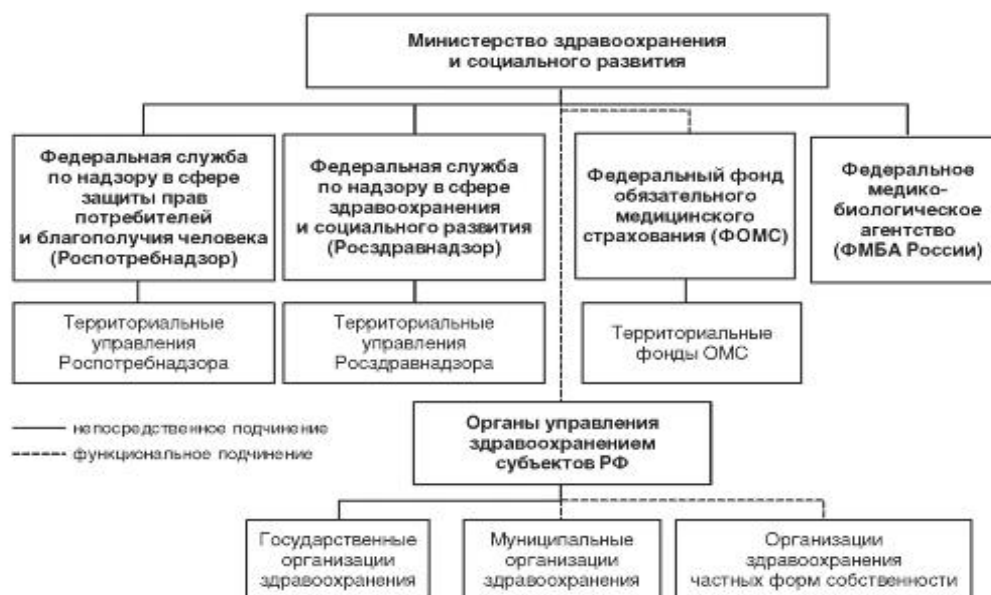 Министерство здравоохранения
и социального развития
Федеральная служба
по надзору в сфере
защиты прав
потребителей
и благополучия человека
(Роспотребнадзор)
Федеральная служба
по надзору в сфере
здравоохранения
и социального развития
(Росздравнадзор)
Федеральный фонд
обязательного
медицинского
страхования (ФОМС)
Федеральное
медико-
биологическое
агентство
(ФМБА России)
Территориальные
управления
Роспотребнадзора
Территориальные
управления
Росздравнадзора
Территориальные
фонды ОМС
непосредственное подчинение
функциональное подчинение
Органы управления
здравоохранением
субъектов РФ
Государственные
организации
здравоохранения
Муниципальные
организации
здравоохранения
Организации
здравоохранения
частных форм собственности